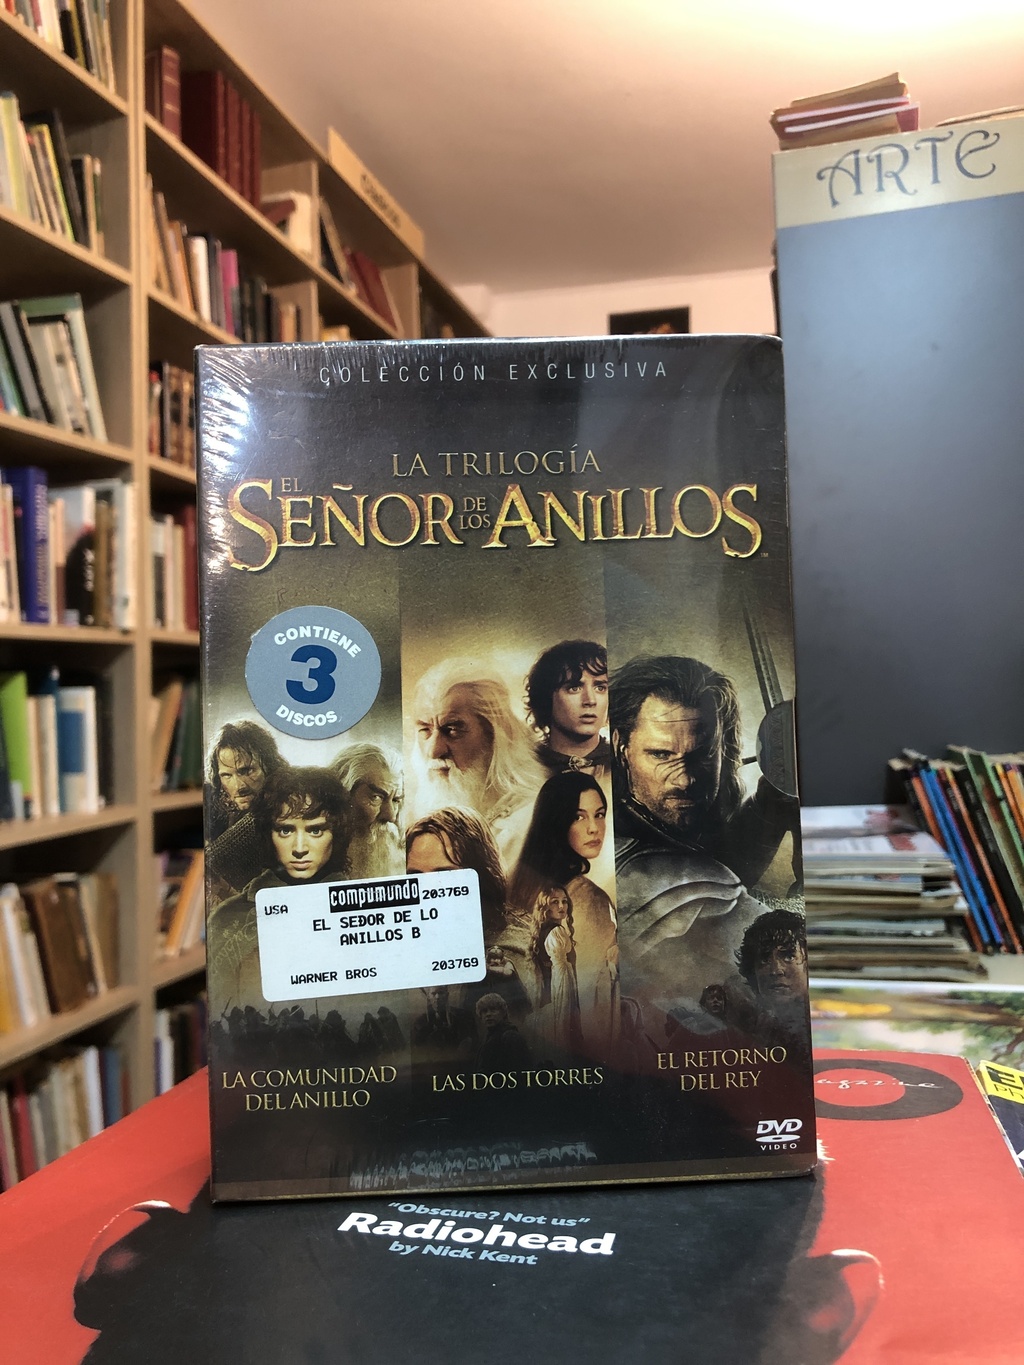 ARTE
COLECCIÓN EXCLUSIVA
LA TRILOGÍA
EL SEÑOR DE LOS ANILLOS
CONTIENE
3
DISCOS
USA compumundo 203769
EL SEÐOR DE LO
ANILLOS B
WARNER BROS 203769
LA COMUNIDAD
DEL ANILLO
LAS DOS TORRES
EL RETORNO
DEL REY
DVD
VIDEO
"Obscure? Not us"
Radiohead
by Nick Kent